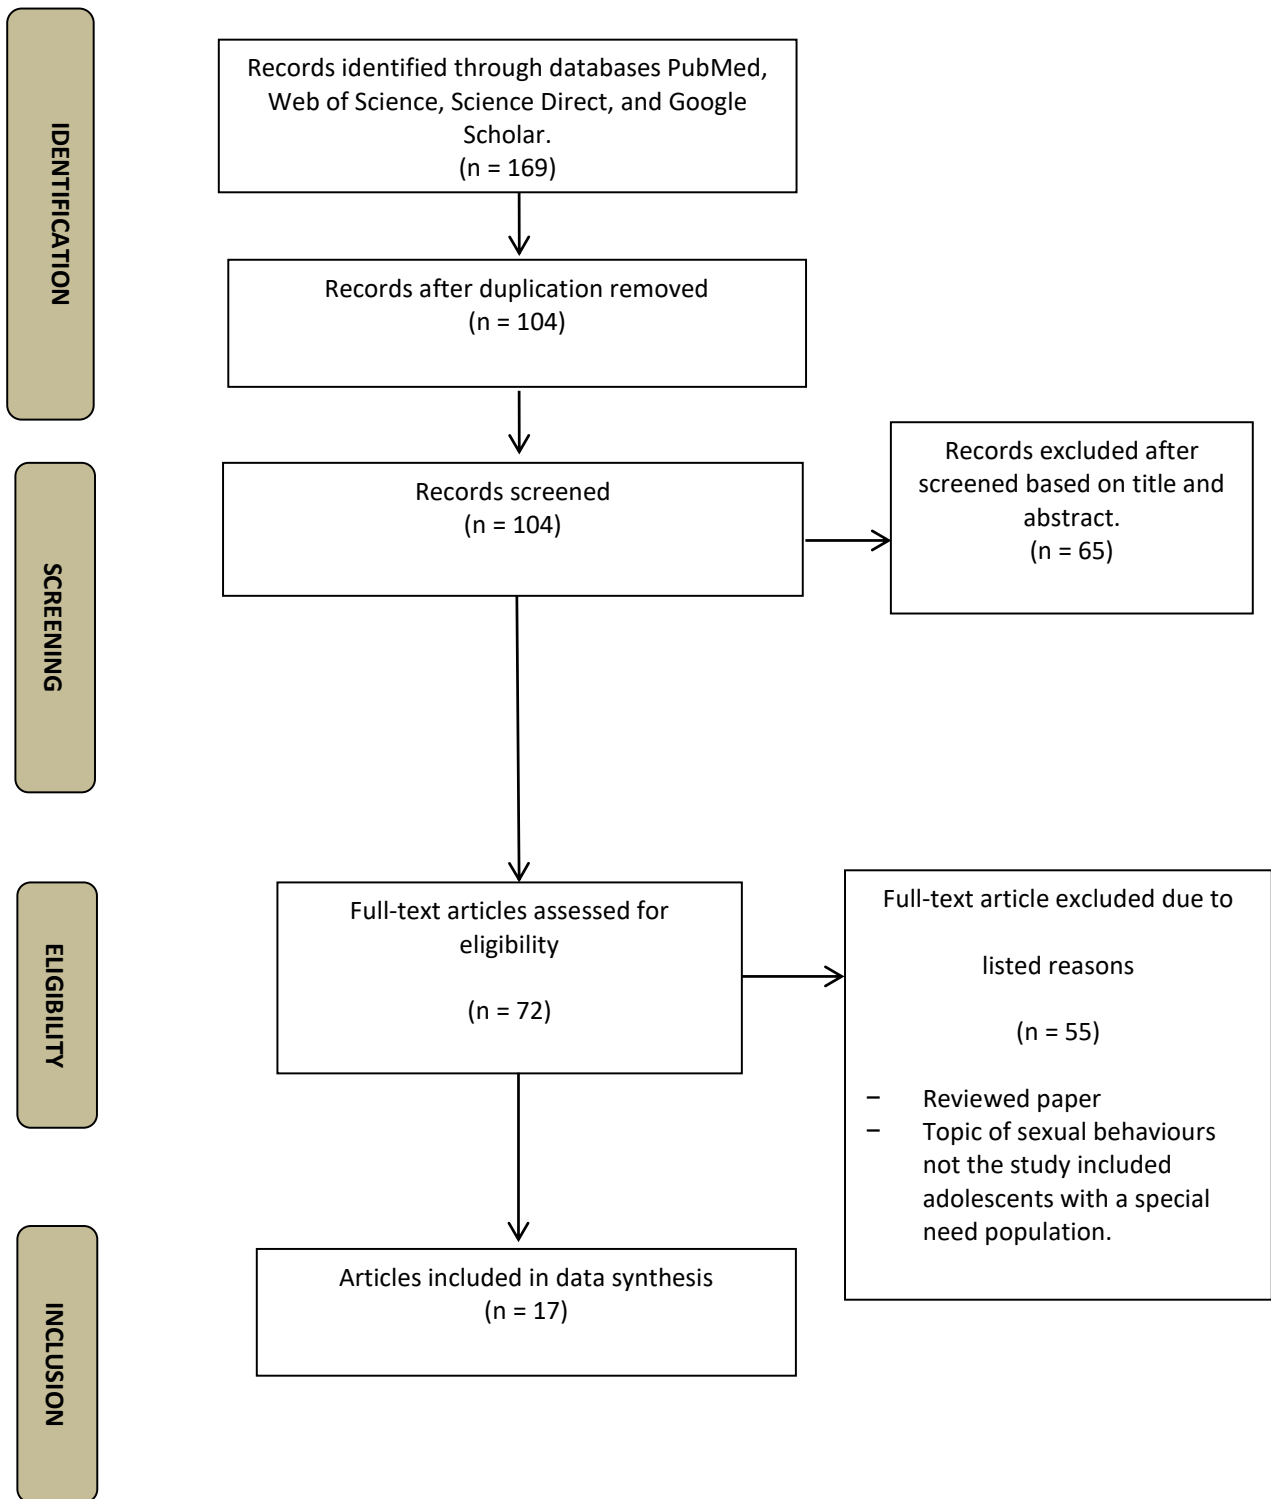 IDENTIFICATION
Records identified through databases PubMed,
Web of Science, Science Direct, and Google
Scholar.
(n = 169)
Records after duplication removed
(n = 104)
SCREENING
Records screened
(n = 104)
Records excluded after
screened based on title and
abstract.
(n = 65)
ELIGIBILITY
Full-text articles assessed for
eligibility
(n = 72)
Full-text article excluded due to
listed reasons
(n = 55)
− Reviewed paper
− Topic of sexual behaviours
not the study included
adolescents with a special
need population.
INCLUSION
Articles included in data synthesis
(n = 17)